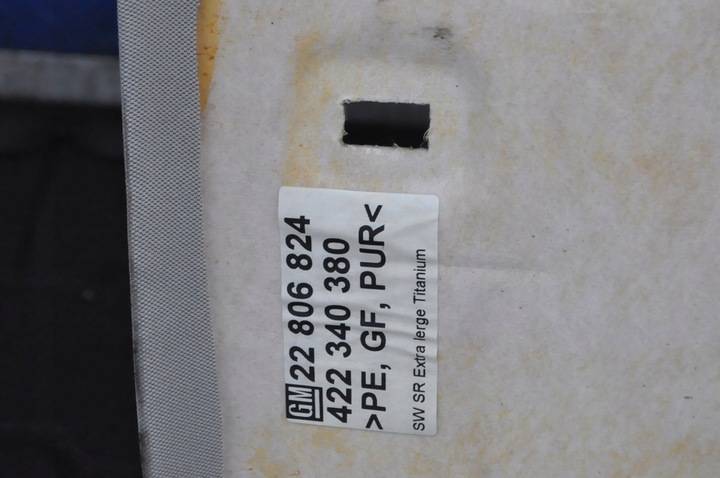 GM 22 806 824
422 340 380
>PE, GF, PUR<
SW SR Extra lerge Titanium